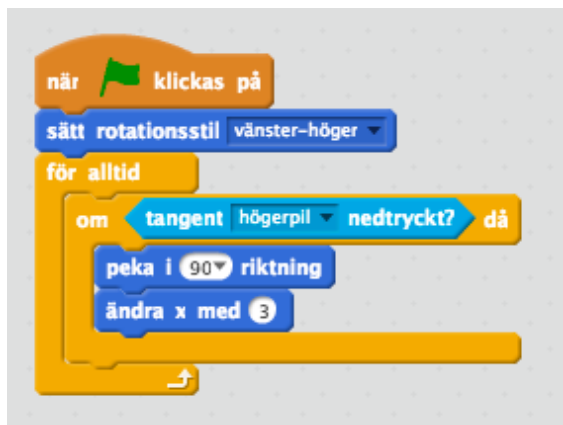 när klickas på
sätt rotationsstil vänster-höger
för alltid
om tangent högerpil nedtryckt? då
peka i 90 riktning
ändra x med 3